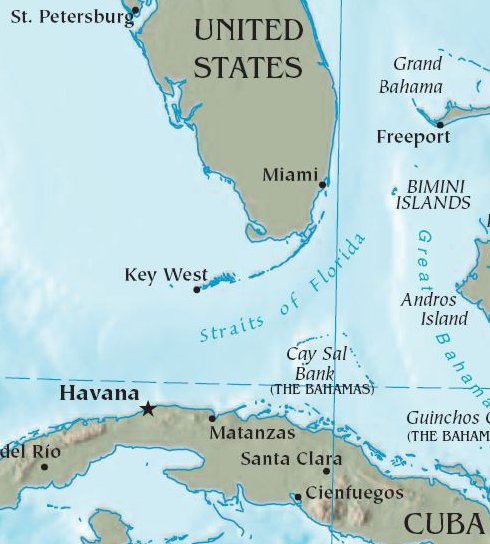 St. Petersburg
UNITED
STATES
Grand
Bahama
Freeport
Miami
BIMINI
ISLANDS
Key West
Straits of Florida
Great
Bahama
Andros
Island
Cay Sal
Bank
(THE BAHAMAS)
Havana
Matanzas
Guinchos
(THE BAHAM
del Río
Santa Clara
Cienfuegos
CUBA